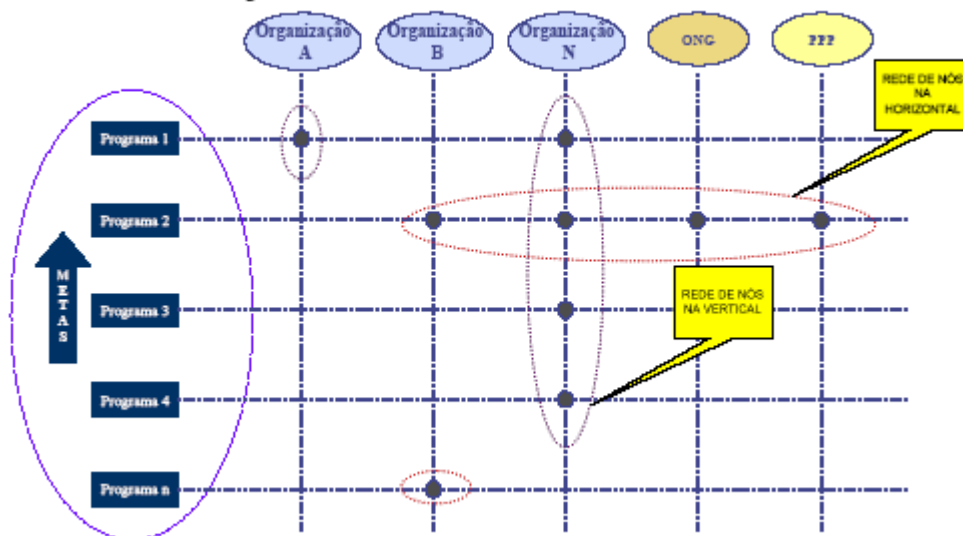 Organização
A
Organização
B
Organização
N
ONG
PPP
REDE DE NÓS
NA
HORIZONTAL
Programa 1
Programa 2
METAS
REDE DE NÓS
NA VERTICAL
Programa 3
Programa 4
Programa n